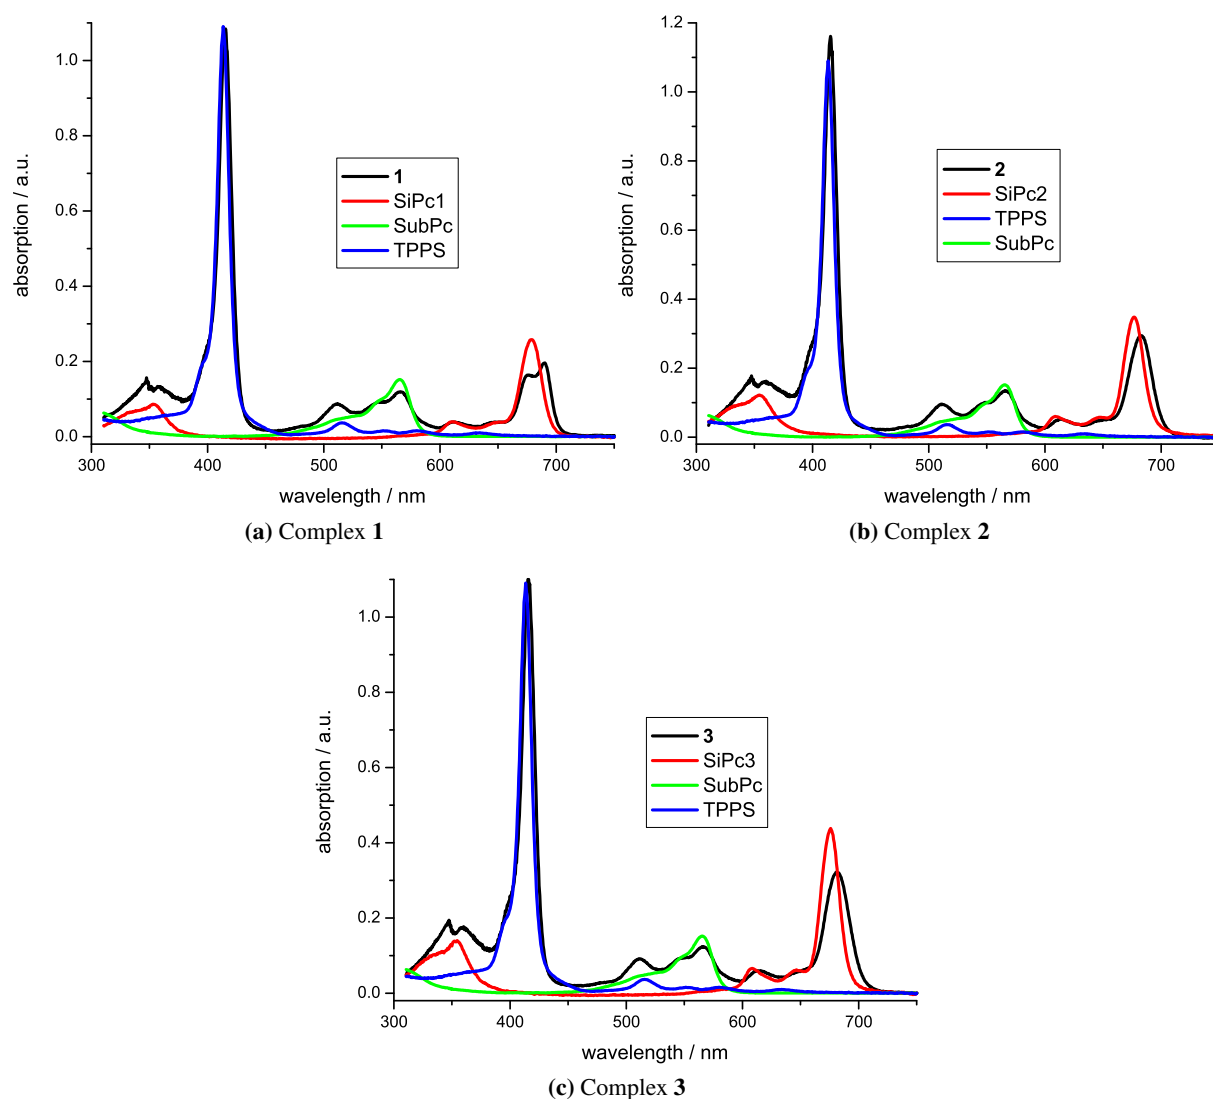 absorption / a.u.
1.0
0.8
0.6
0.4
0.2
0.0
1
SiPc1
SubPc
TPPS
300 400 500 600 700
wavelength / nm
(a) Complex 1
absorption / a.u.
1.2
1.0
0.8
0.6
0.4
0.2
0.0
2
SiPc2
TPPS
SubPc
300 400 500 600 700
wavelength / nm
(b) Complex 2
absorption / a.u.
1.0
0.8
0.6
0.4
0.2
0.0
3
SiPc3
SubPc
TPPS
300 400 500 600 700
wavelength / nm
(c) Complex 3